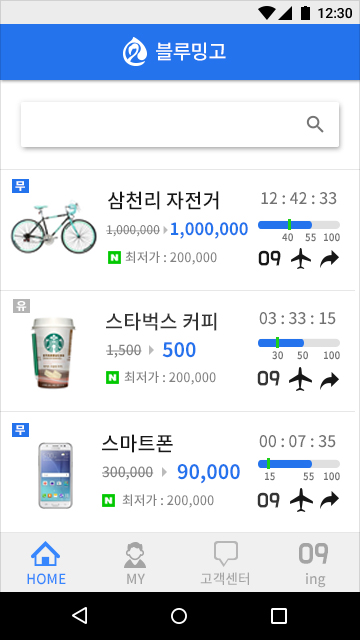 12:30
블루밍고
무
삼천리 자전거
12 : 42 : 33
1,000,000 1,000,000
40 55 100
N 최저가 : 200,000
09
유
스타벅스 커피
03 : 33 : 15
1,500 500
30 50 100
N 최저가 : 200,000
09
무
스마트폰
00 : 07 : 35
300,000 90,000
15 55 100
N 최저가 : 200,000
09
09
HOME MY 고객센터 ing